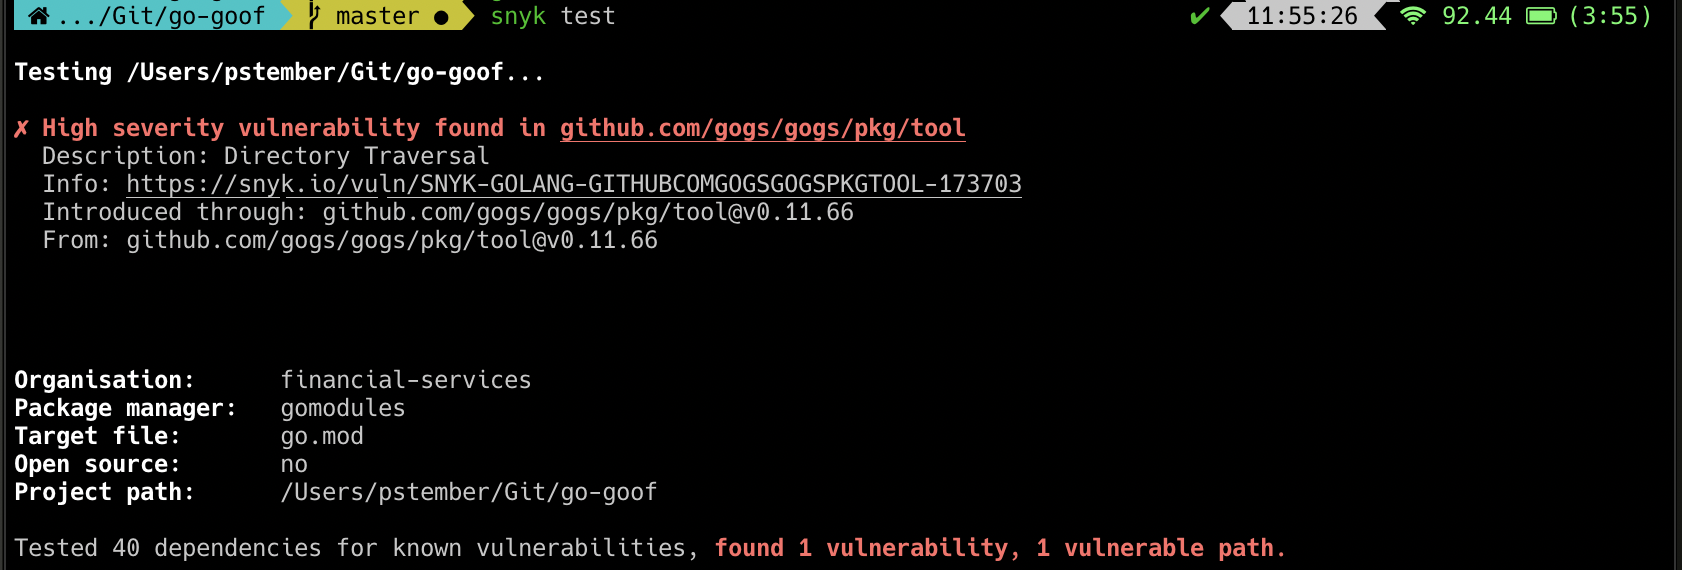 .../Git/go-goof master ● snyk test ✔ 11:55:26 92.44 (3:55)
Testing /Users/pstember/Git/go-goof...
✗ High severity vulnerability found in github.com/gogs/gogs/pkg/tool
Description: Directory Traversal
Info: https://snyk.io/vuln/SNYK-GOLANG-GITHUBCOMGOGSGOGSPKGTOOL-173703
Introduced through: github.com/gogs/gogs/pkg/tool@v0.11.66
From: github.com/gogs/gogs/pkg/tool@v0.11.66
Organisation: financial-services
Package manager: gomodules
Target file: go.mod
Open source: no
Project path: /Users/pstember/Git/go-goof
Tested 40 dependencies for known vulnerabilities, found 1 vulnerability, 1 vulnerable path.